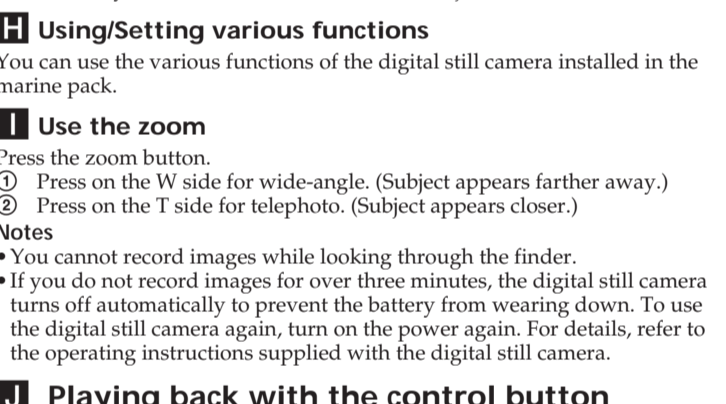 H Using/Setting various functions
You can use the various functions of the digital still camera installed in the
marine pack.
I Use the zoom
Press the zoom button.
① Press on the W side for wide-angle. (Subject appears farther away.)
② Press on the T side for telephoto. (Subject appears closer.)
Notes
• You cannot record images while looking through the finder.
• If you do not record images for over three minutes, the digital still camera
turns off automatically to prevent the battery from wearing down. To use
the digital still camera again, turn on the power again. For details, refer to
the operating instructions supplied with the digital still camera.
J Playing back with the control button